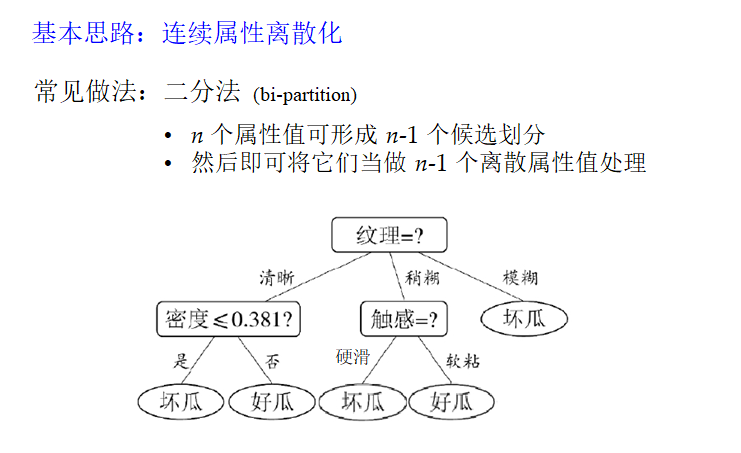 基本思路：连续属性离散化
常见做法：二分法 (bi-partition)
• n 个属性值可形成 n-1 个候选划分
• 然后即可将它们当做 n-1 个离散属性值处理
纹理=?
清晰 稍糊 模糊
密度≤0.381? 触感=? 坏瓜
是 否 硬滑 软粘
坏瓜 好瓜 坏瓜 好瓜